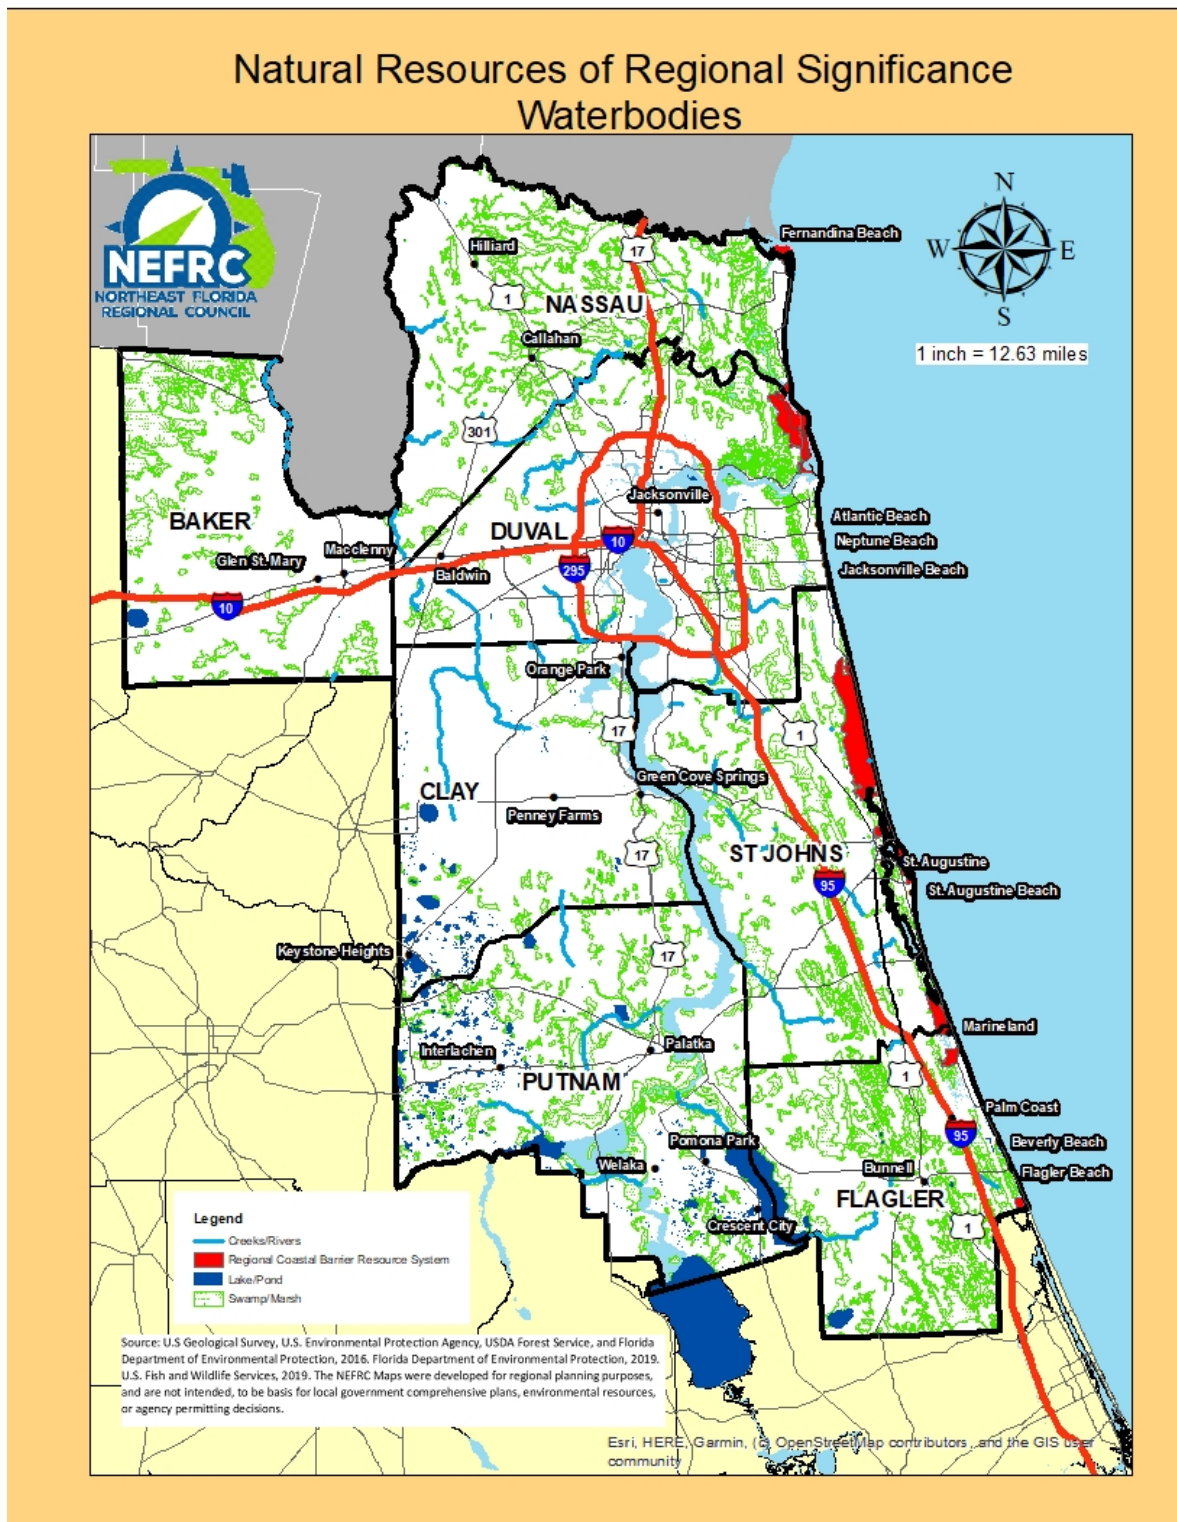 Natural Resources of Regional Significance
Waterbodies
NEFRC
NORTHEAST FLORIDA
REGIONAL COUNCIL
N
W
E
S
1 inch = 12.63 miles
Fernandina Beach
Hilliard
17
1
NASSAU
Callahan
301
Jacksonville
BAKER
DUVAL
Atlantic Beach
Neptune Beach
Jacksonville Beach
10
295
Macclenny
Glen St. Mary
Baldwin
10
Orange Park
17
1
Green Cove Springs
CLAY
Penney Farms
17
ST JOHNS
95
St. Augustine
St. Augustine Beach
Keystone Heights
17
Marineland
Palatka
Interlachen
PUTNAM
1
Palm Coast
95
Beverly Beach
Pomona Park
Welaka
Bunnell
Flagler Beach
FLAGLER
Crescent City
1
Legend
Creeks/Rivers
Regional Coastal Barrier Resource System
Lake/Pond
Swamp/Marsh
Source: U.S Geological Survey, U.S. Environmental Protection Agency, USDA Forest Service, and Florida
Department of Environmental Protection, 2016. Florida Department of Environmental Protection, 2019.
U.S. Fish and Wildlife Services, 2019. The NEFRC Maps were developed for regional planning purposes,
and are not intended, to be basis for local government comprehensive plans, environmental resources,
or agency permitting decisions.
Esri, HERE, Garmin, (c) OpenStreetMap contributors, and the GIS user
community